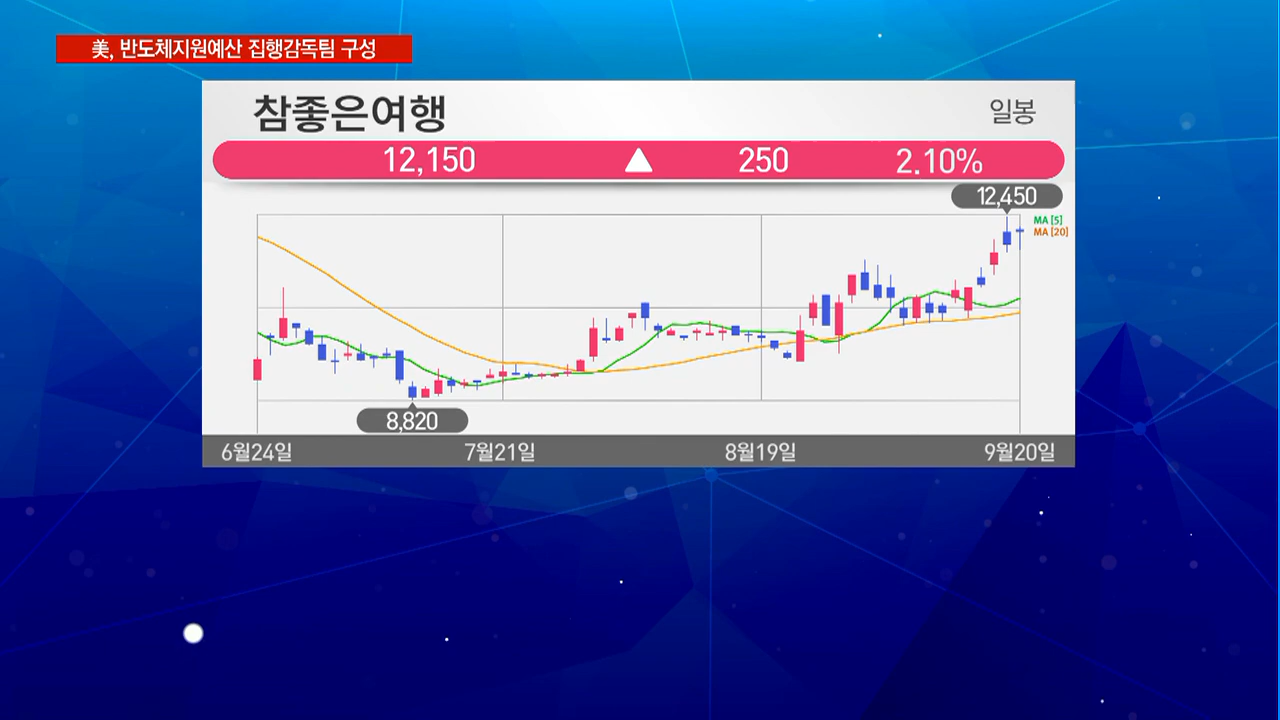 美, 반도체지원예산 집행감독팀 구성
참좋은여행
일봉
12,150 ▲ 250 2.10%
12,450
MA [5]
MA [20]
8,820
6월24일 7월21일 8월19일 9월20일